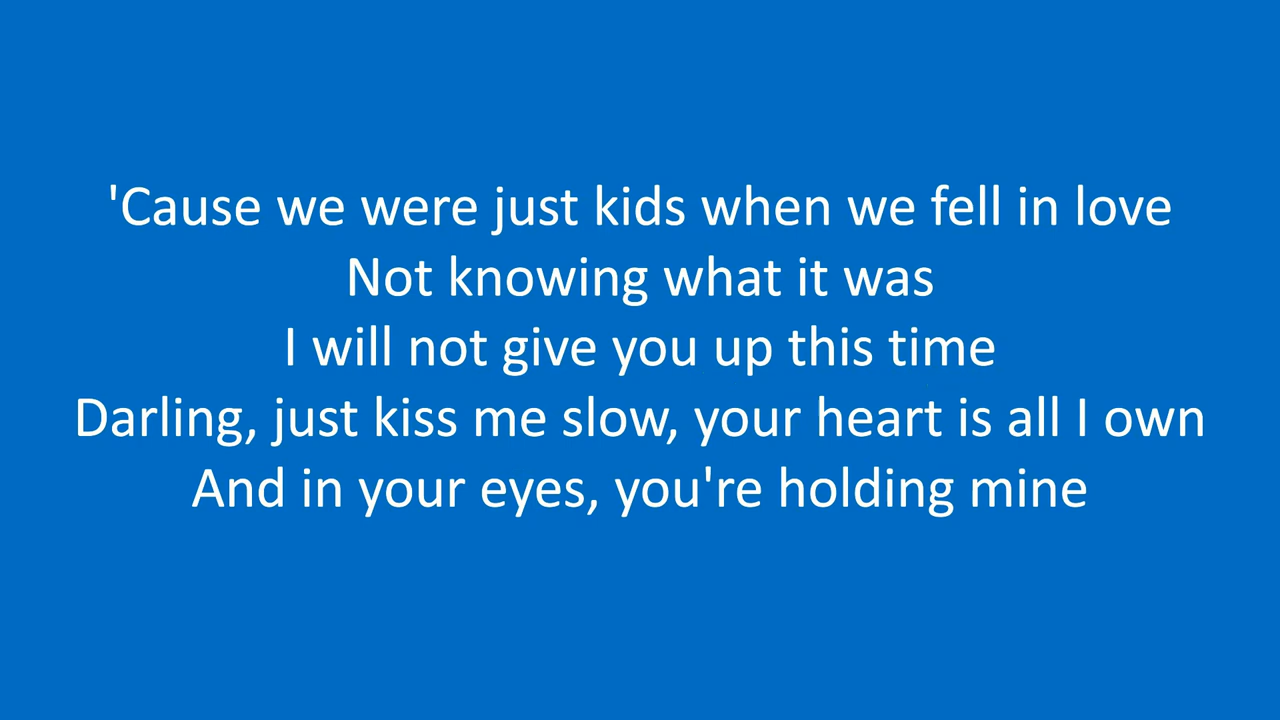 'Cause we were just kids when we fell in love
Not knowing what it was
I will not give you up this time
Darling, just kiss me slow, your heart is all I own
And in your eyes, you're holding mine